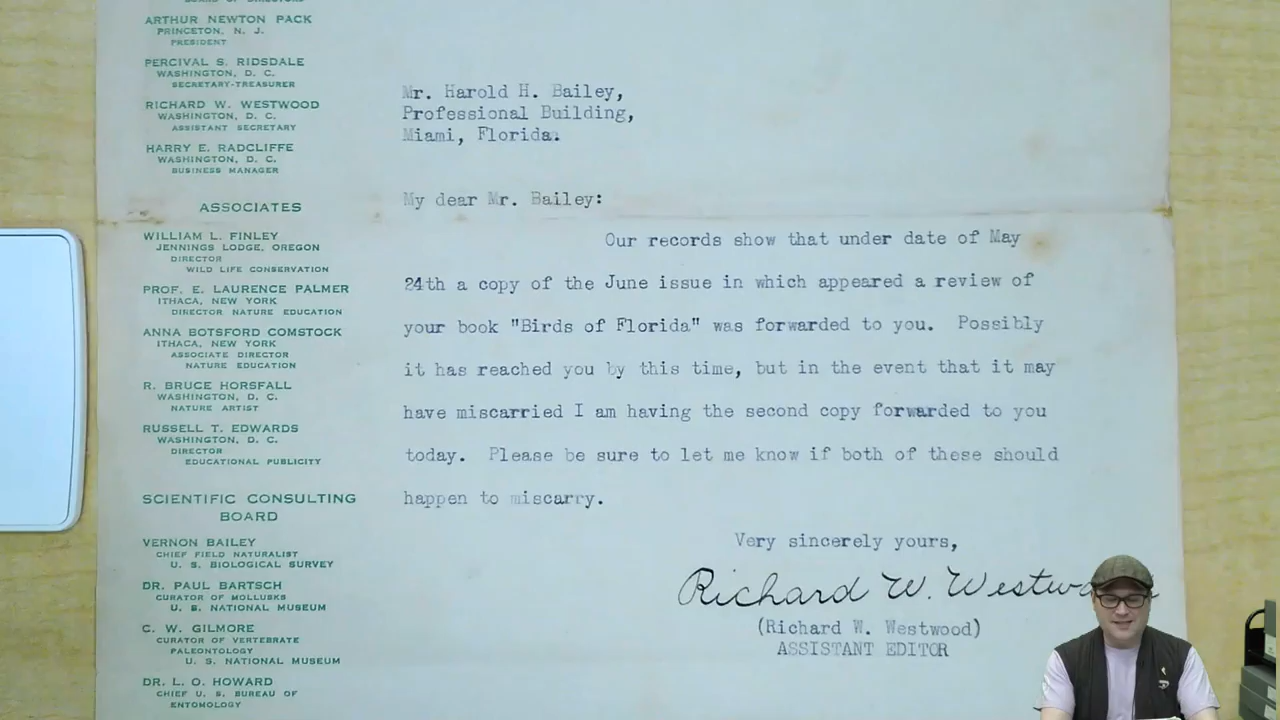 BOARD OF DIRECTORS
ARTHUR NEWTON PACK
PRINCETON, N. J.
PRESIDENT
PERCIVAL S. RIDSDALE
WASHINGTON, D. C.
SECRETARY-TREASURER
RICHARD W. WESTWOOD
WASHINGTON, D. C.
ASSISTANT SECRETARY
HARRY E. RADCLIFFE
WASHINGTON, D. C.
BUSINESS MANAGER
ASSOCIATES
WILLIAM L. FINLEY
JENNINGS LODGE, OREGON
DIRECTOR
WILD LIFE CONSERVATION
PROF. E. LAURENCE PALMER
ITHACA, NEW YORK
DIRECTOR NATURE EDUCATION
ANNA BOTSFORD COMSTOCK
ITHACA, NEW YORK
ASSOCIATE DIRECTOR
NATURE EDUCATION
R. BRUCE HORSFALL
WASHINGTON, D. C.
NATURE ARTIST
RUSSELL T. EDWARDS
WASHINGTON, D. C.
DIRECTOR
EDUCATIONAL PUBLICITY
SCIENTIFIC CONSULTING
BOARD
VERNON BAILEY
CHIEF FIELD NATURALIST
U. S. BIOLOGICAL SURVEY
DR. PAUL BARTSCH
CURATOR OF MOLLUSKS
U. S. NATIONAL MUSEUM
C. W. GILMORE
CURATOR OF VERTEBRATE
PALEONTOLOGY
U. S. NATIONAL MUSEUM
DR. L. O. HOWARD
CHIEF U. S. BUREAU OF
ENTOMOLOGY
Mr. Harold H. Bailey,
Professional Building,
Miami, Florida.
My dear Mr. Bailey:
Our records show that under date of May
24th a copy of the June issue in which appeared a review of
your book "Birds of Florida" was forwarded to you. Possibly
it has reached you by this time, but in the event that it may
have miscarried I am having the second copy forwarded to you
today. Please be sure to let me know if both of these should
happen to miscarry.
Very sincerely yours,
Richard W.
(Richard W. Westwood)
ASSISTANT EDITOR